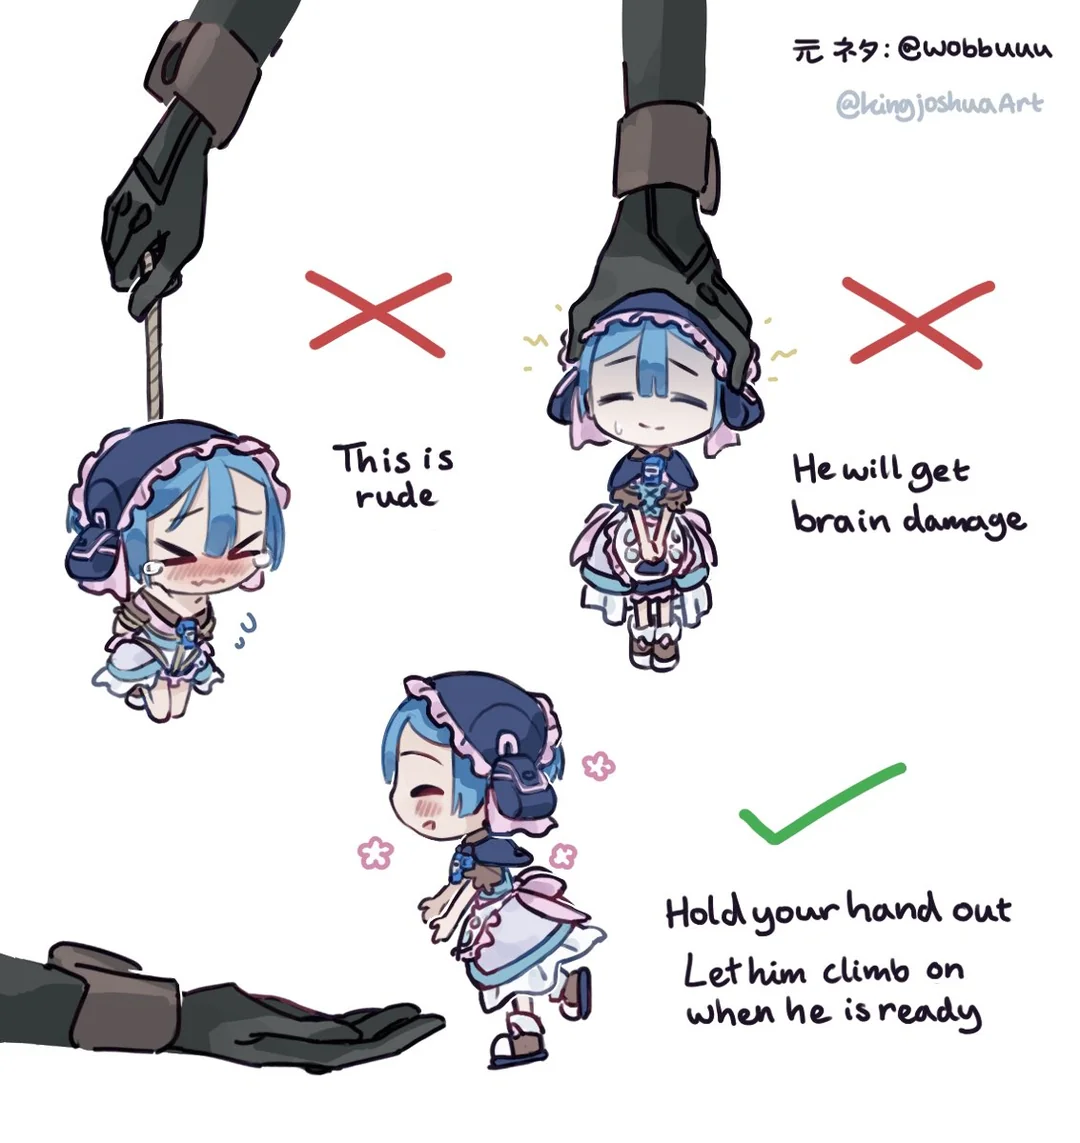 元ネタ: @wobbuuu
@kingjoshuaArt
This is
rude
He will get
brain damage
Hold your hand out
Let him climb on
when he is ready